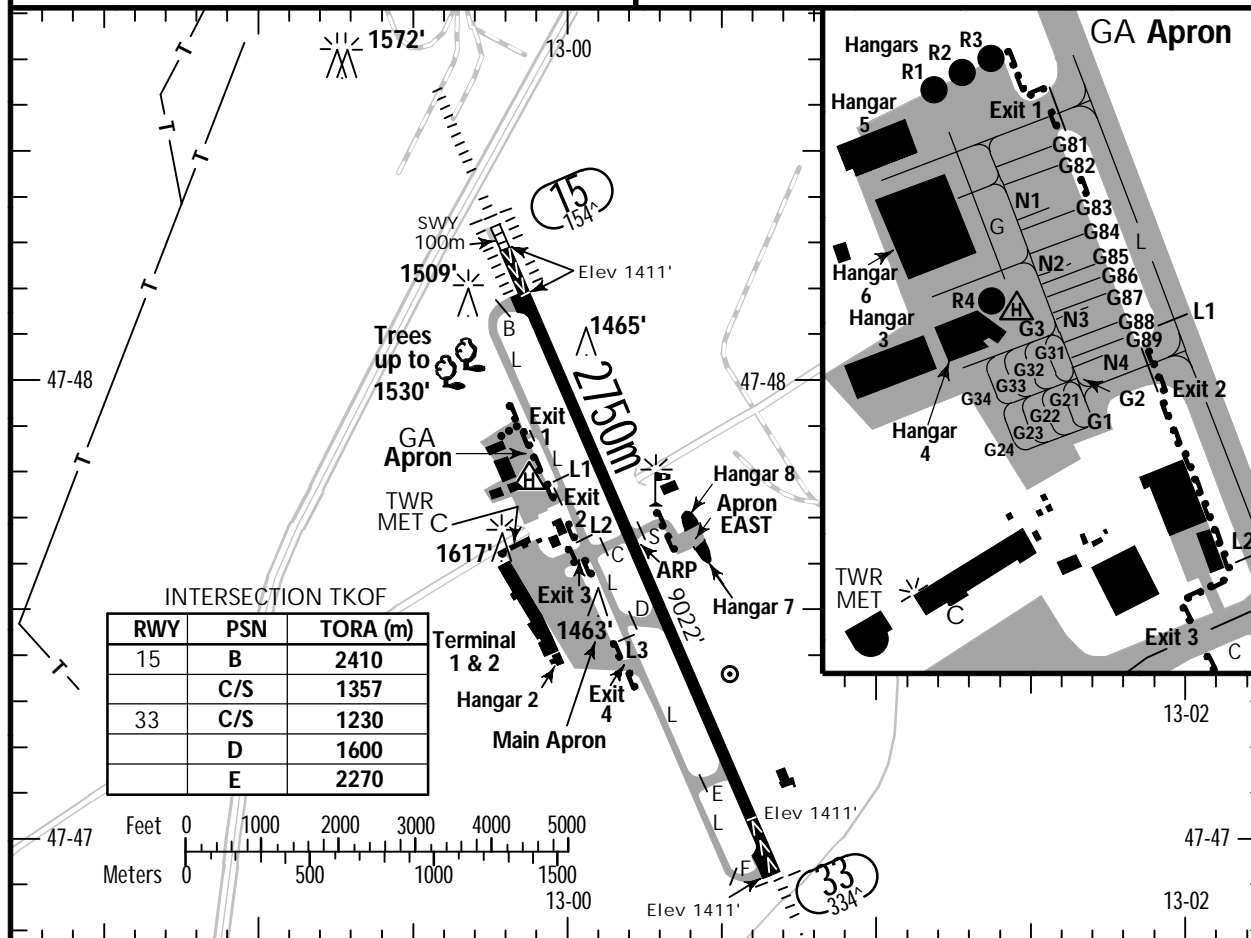 1572'
13-00
15
154^
SWY
100m
Elev 1411'
1509'
B
L
1465'
Trees
up to
1530'
47-48
47-48
2750m
9022'
Exit
1
GA
Apron
L
L1
H
Exit
2
L2
TWR
MET C
1617'
C
S
Hangar 8
Apron
EAST
ARP
Hangar 7
Exit 3
L
D
1463'
L3
Terminal
1 & 2
Hangar 2
Exit
4
Main Apron
L
E
L
F
Elev 1411'
Elev 1411'
33
334^
INTERSECTION TKOF
RWY PSN TORA (m)
15 B 2410
C/S 1357
33 C/S 1230
D 1600
E 2270
47-47
47-47
Feet 0 1000 2000 3000 4000 5000
Meters 0 500 1000 1500
13-00
13-02
13-02
T
T
T
T
T
T
T
T
GA Apron
Hangars
R1
R2
R3
Hangar
5
Exit 1
G81
G82
G83
G84
G85
G86
G87
G88
G89
N1
N2
N3
N4
G
L
L1
Hangar
6
R4
H
G3
Hangar
3
G31
G32
G33
G34
G21
G22
G23
G24
G2
G1
Exit 2
Hangar
4
TWR
MET
C
L2
Exit 3
C